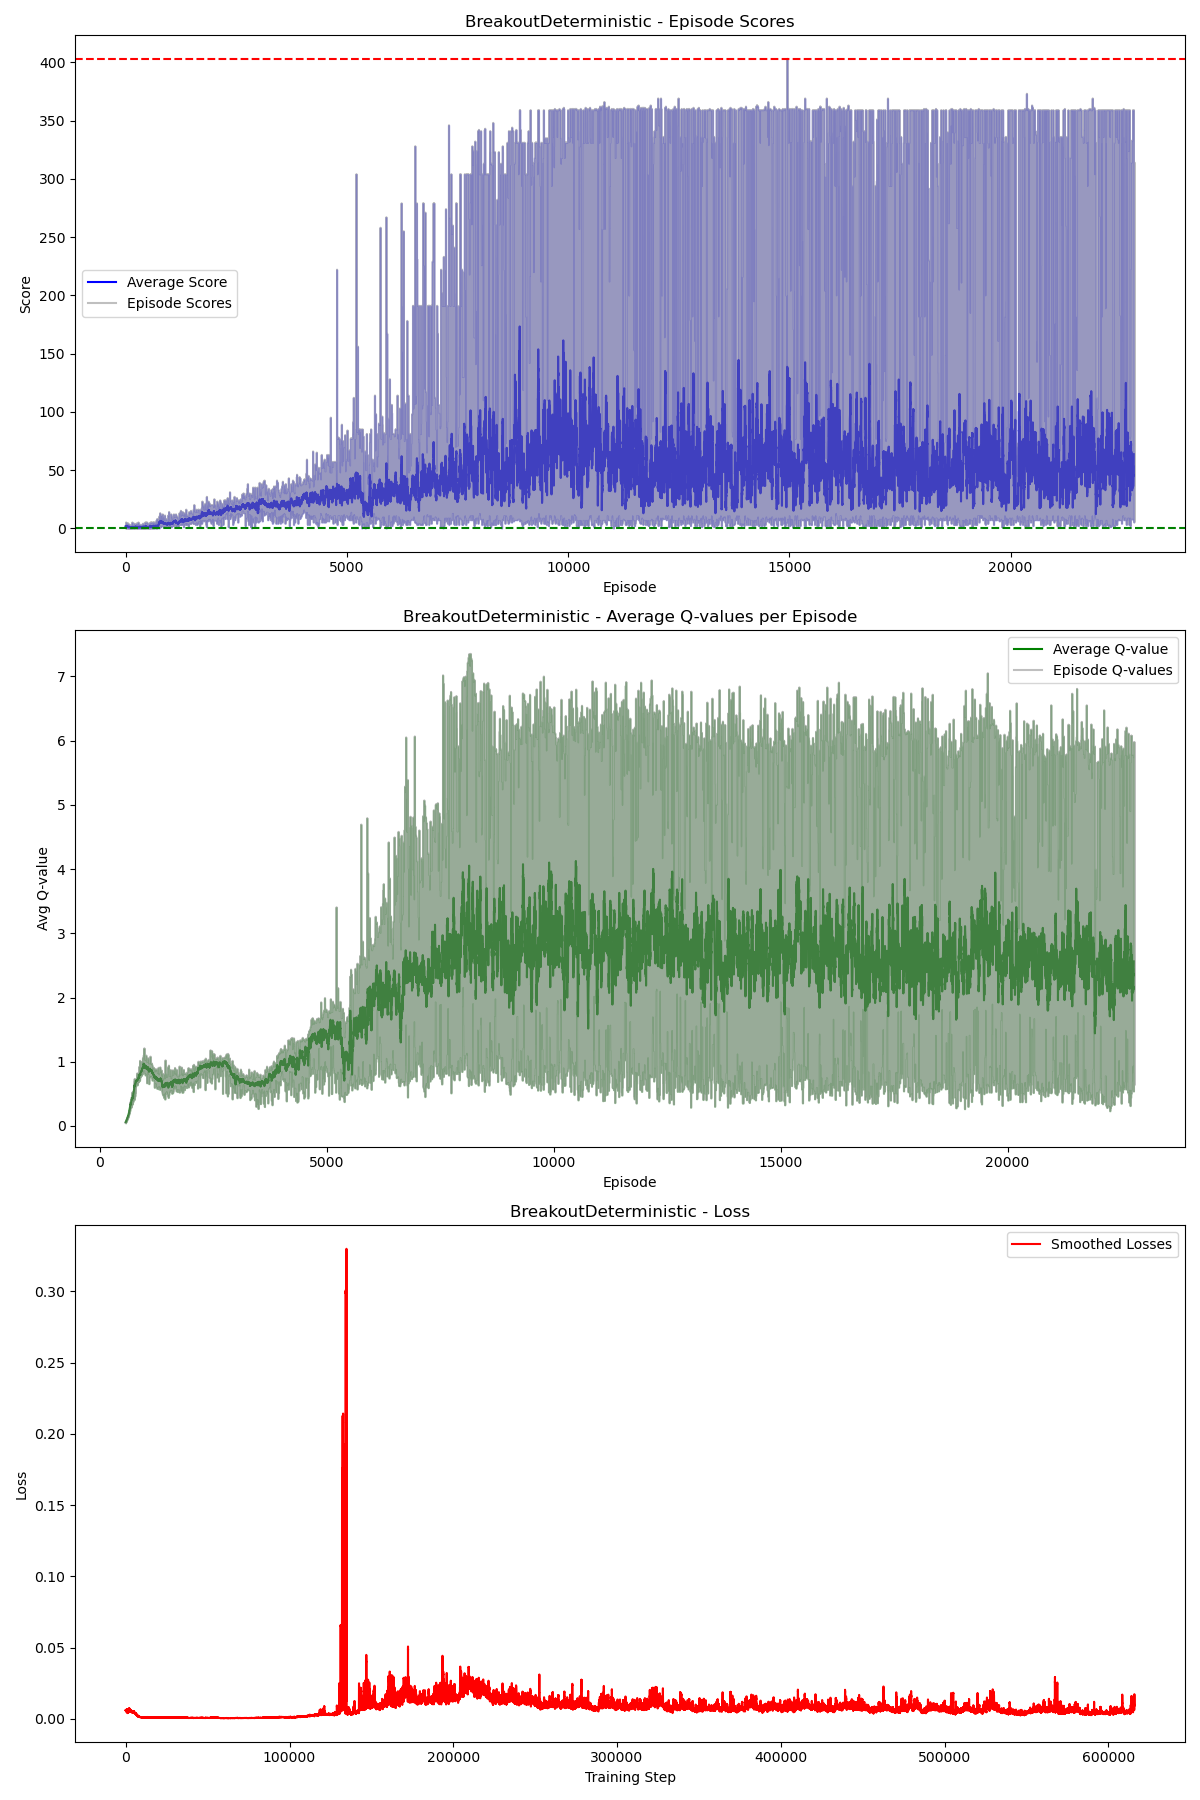 BreakoutDeterministic - Episode Scores
400
350
300
250
200
150
100
50
0
Score
Average Score
Episode Scores
0
5000
10000
15000
20000
Episode
BreakoutDeterministic - Average Q-values per Episode
7
6
5
4
3
2
1
0
Avg Q-value
Average Q-value
Episode Q-values
0
5000
10000
15000
20000
Episode
BreakoutDeterministic - Loss
0.30
0.25
0.20
0.15
0.10
0.05
0.00
Loss
Smoothed Losses
0
100000
200000
300000
400000
500000
600000
Training Step